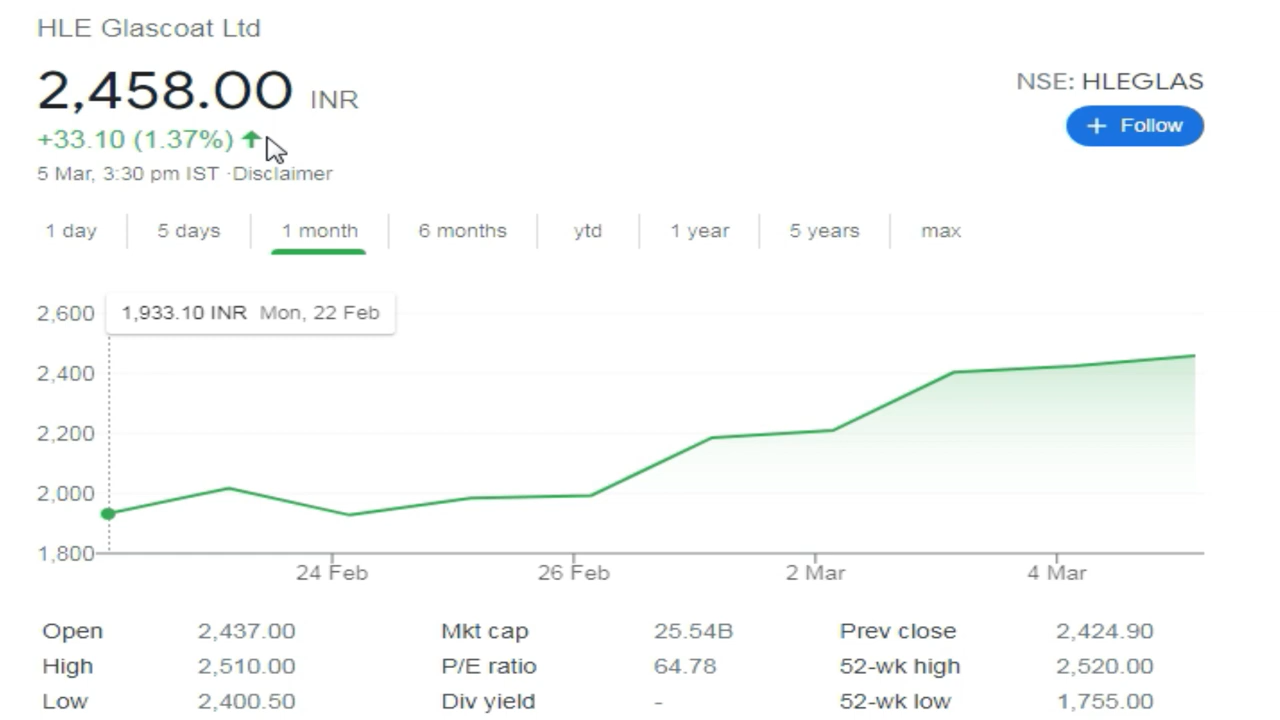 HLE Glascoat Ltd
2,458.00 INR
NSE: HLEGLAS
+33.10 (1.37%)
+ Follow
5 Mar, 3:30 pm IST ·Disclaimer
1 day 5 days 1 month 6 months ytd 1 year 5 years max
1,933.10 INR Mon, 22 Feb
2,600
2,400
2,200
2,000
1,800
24 Feb 26 Feb 2 Mar 4 Mar
Open 2,437.00 Mkt cap 25.54B Prev close 2,424.90
High 2,510.00 P/E ratio 64.78 52-wk high 2,520.00
Low 2,400.50 Div yield - 52-wk low 1,755.00